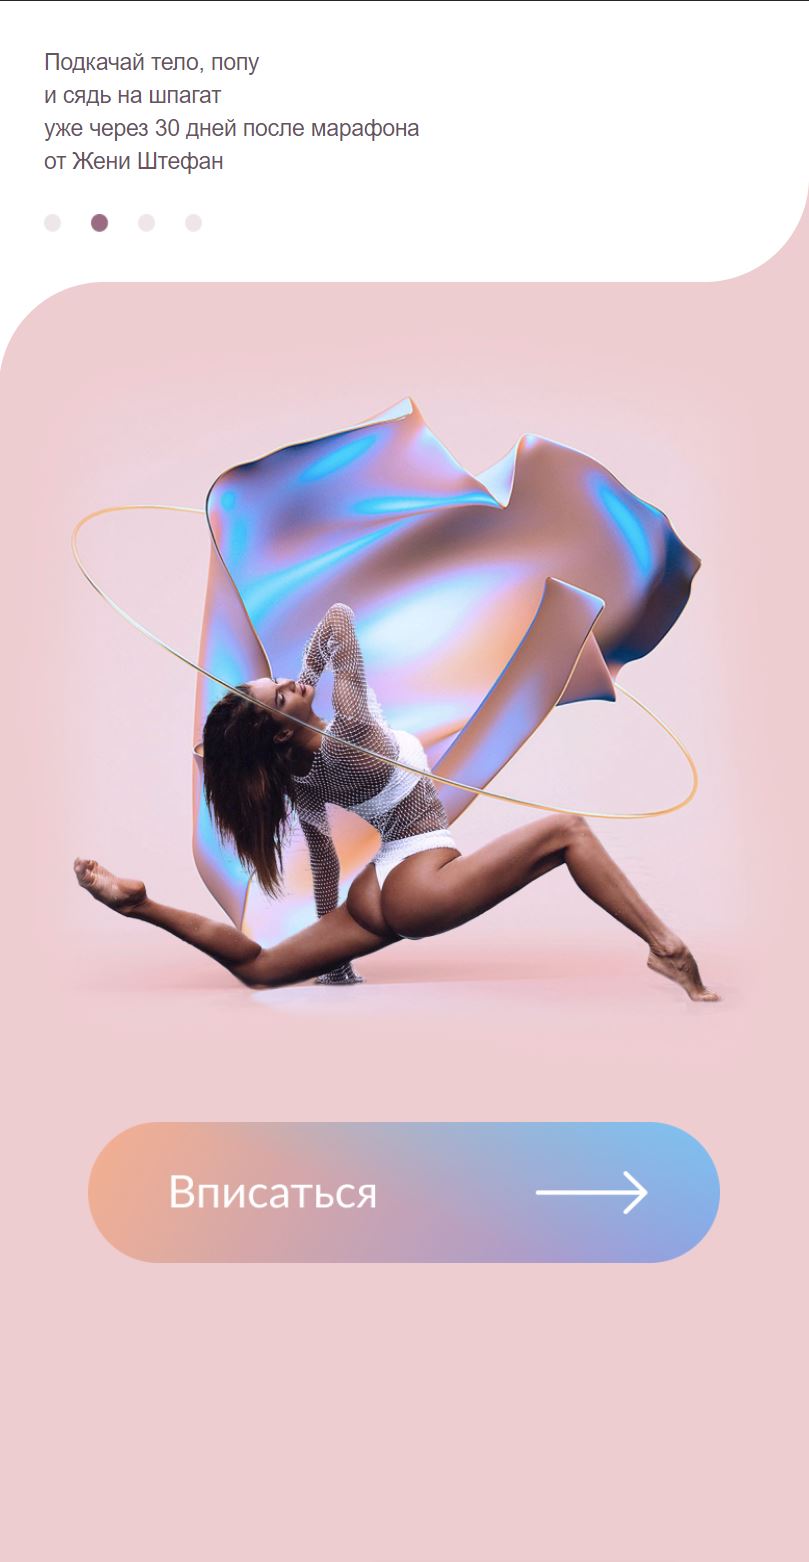 Подкачай тело, попу
и сядь на шпагат
уже через 30 дней после марафона
от Жени Штефан
Вписаться